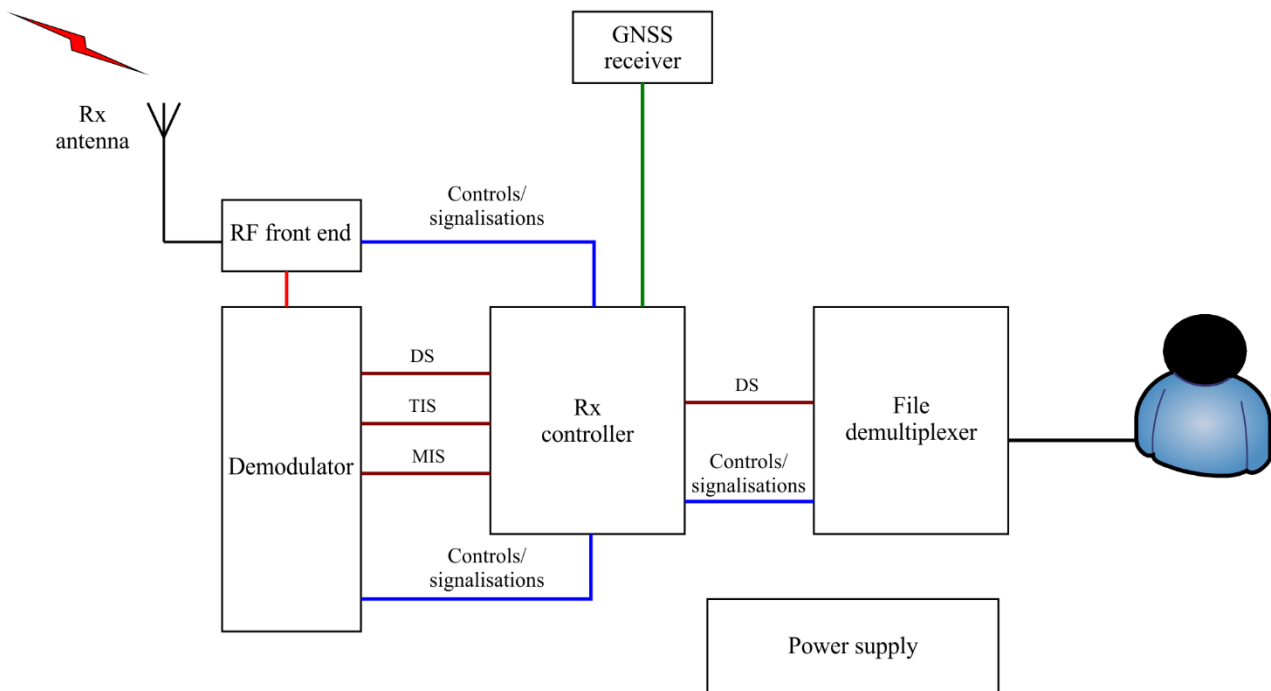 GNSS
receiver
Rx
antenna
Controls/
signalisations
RF front end
DS
TIS
MIS
Demodulator
Rx
controller
DS
Controls/
signalisations
File
demultiplexer
Controls/
signalisations
Power supply